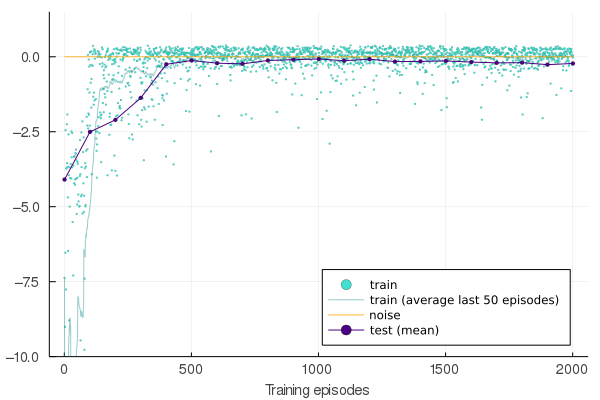 0.0
−2.5
−5.0
−7.5
−10.0
0
500
1000
1500
2000
Training episodes
train
train (average last 50 episodes)
noise
test (mean)